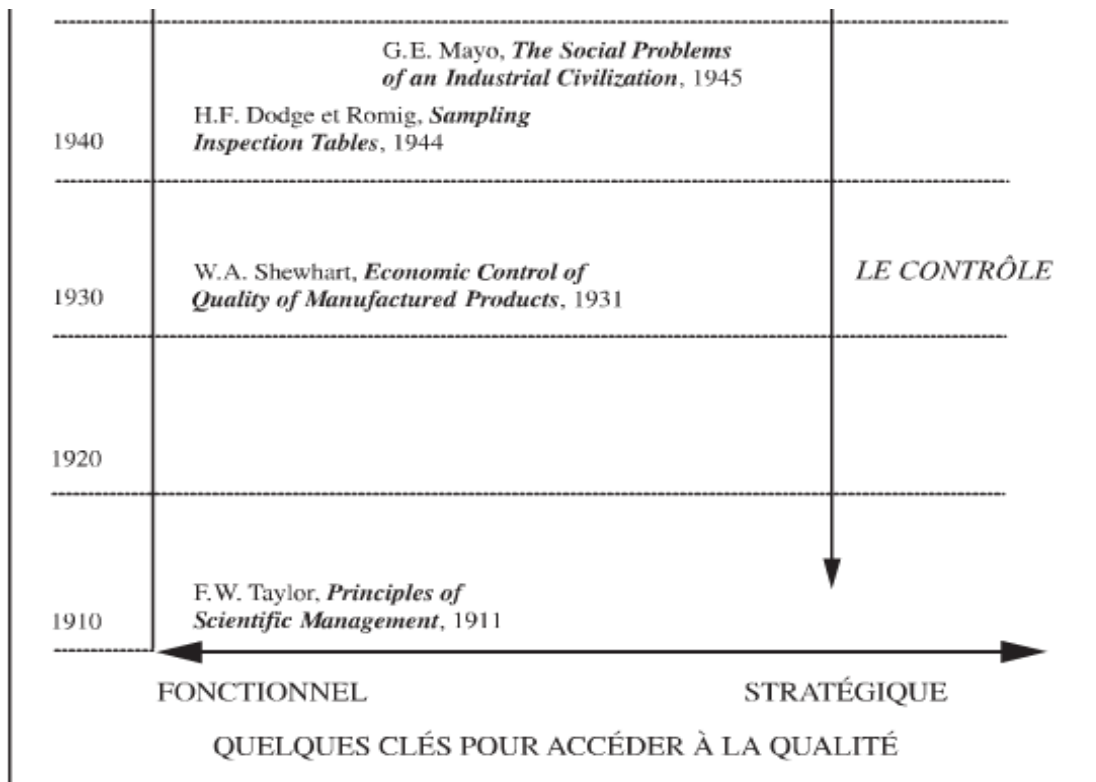 G.E. Mayo, The Social Problems
of an Industrial Civilization, 1945
H.F. Dodge et Romig, Sampling
1940
Inspection Tables, 1944
W.A. Shewhart, Economic Control of
LE CONTRÔLE
1930
Quality of Manufactured Products, 1931
1920
F.W. Taylor, Principles of
1910
Scientific Management, 1911
FONCTIONNEL
STRATÉGIQUE
QUELQUES CLÉS POUR ACCÉDER À LA QUALITÉ